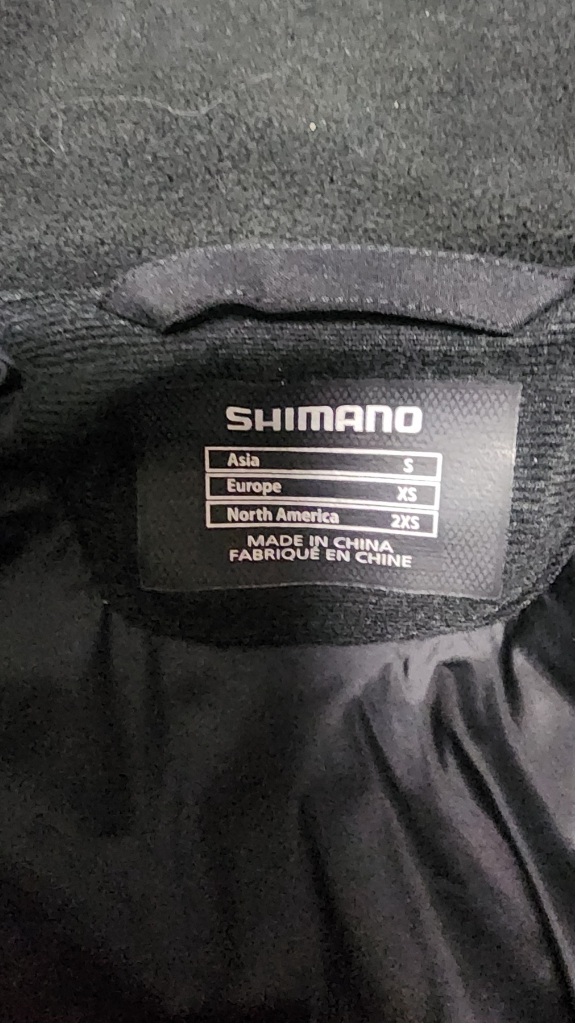 SHIMANO
Asia S
Europe XS
North America 2XS
MADE IN CHINA
FABRIQUÉ EN CHINE